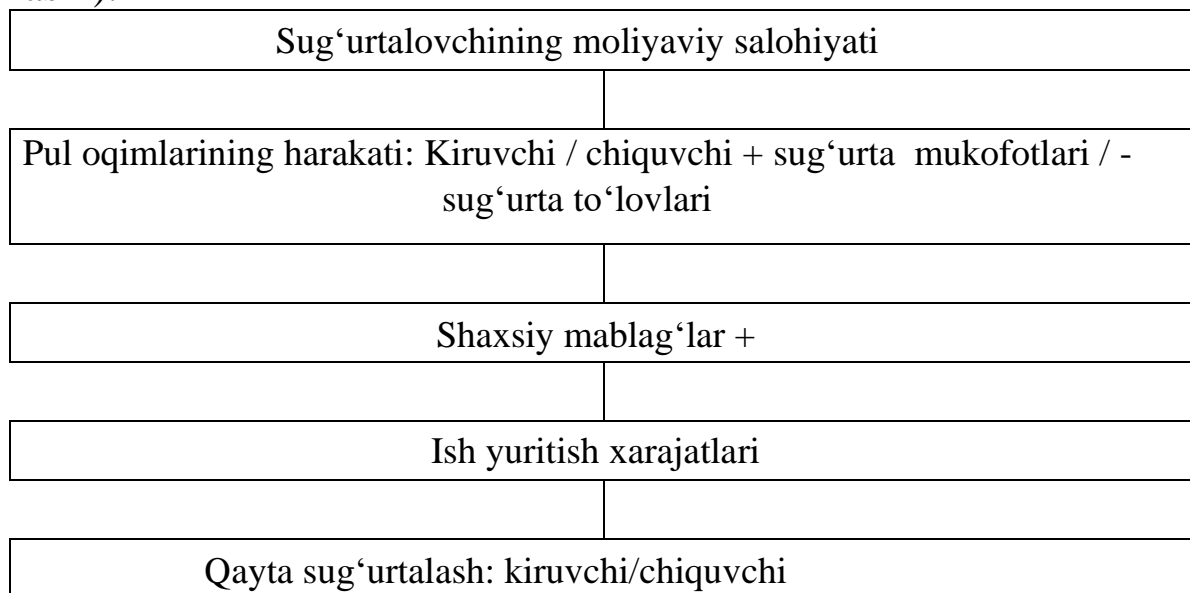 Sug‘urtalovchining moliyaviy salohiyati
Pul oqimlarining harakati: Kiruvchi / chiquvchi + sug‘urta mukofotlari / -
sug‘urta to‘lovlari
Shaxsiy mablag‘lar +
Ish yuritish xarajatlari
Qayta sug‘urtalash: kiruvchi/chiquvchi